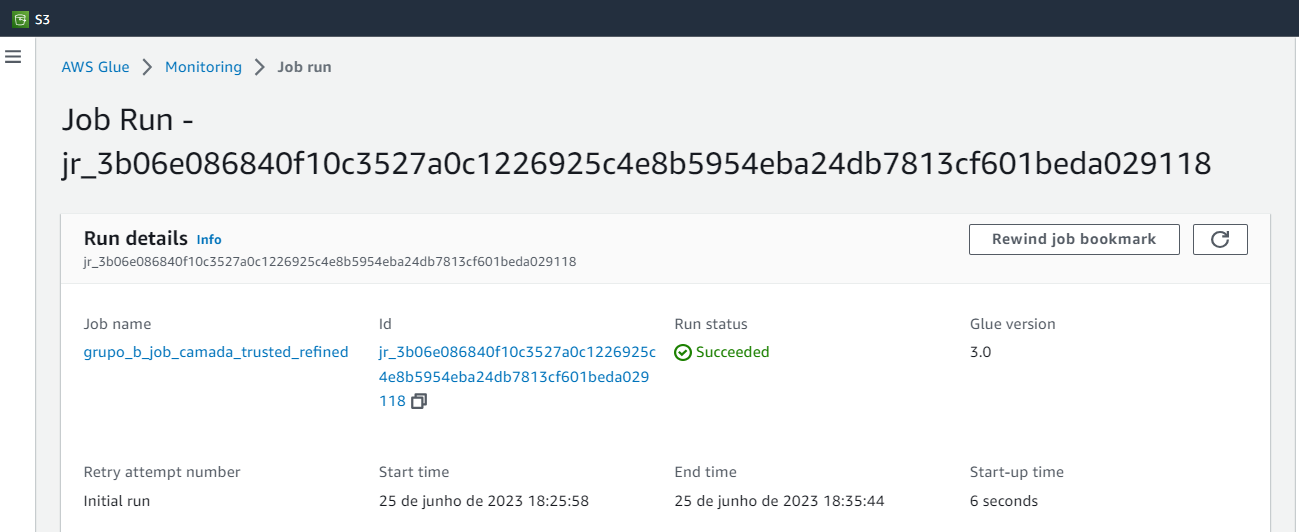 S3
AWS Glue > Monitoring > Job run
Job Run -
jr_3b06e086840f10c3527a0c1226925c4e8b5954eba24db7813cf601beda029118
Run details Info
jr_3b06e086840f10c3527a0c1226925c4e8b5954eba24db7813cf601beda029118
Rewind job bookmark
Job name
grupo_b_job_camada_trusted_refined
Id
jr_3b06e086840f10c3527a0c1226925c
4e8b5954eba24db7813cf601beda029
118
Run status
Succeeded
Glue version
3.0
Retry attempt number
Initial run
Start time
25 de junho de 2023 18:25:58
End time
25 de junho de 2023 18:35:44
Start-up time
6 seconds